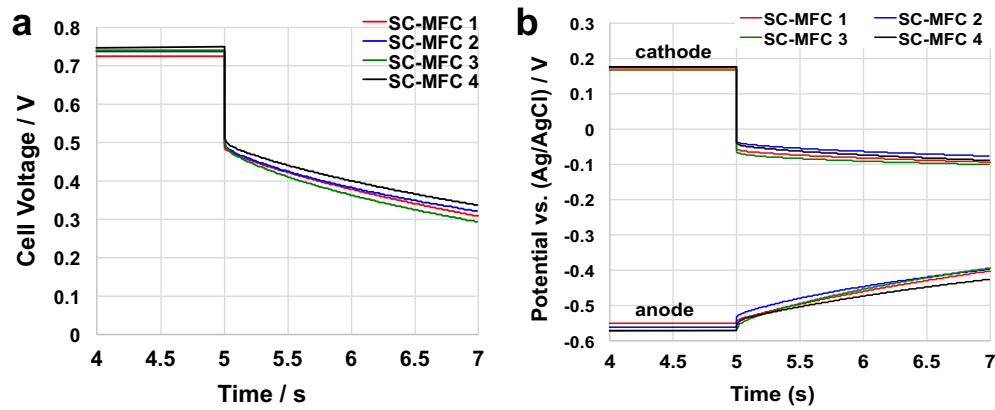 a
SC-MFC 1
SC-MFC 2
SC-MFC 3
SC-MFC 4
Cell Voltage / V
0.8
0.7
0.6
0.5
0.4
0.3
0.2
0.1
0
4 4.5 5 5.5 6 6.5 7
Time / s
b
SC-MFC 1 SC-MFC 2
SC-MFC 3 SC-MFC 4
Potential vs. (Ag/AgCl) / V
0.3
0.2
0.1
0
-0.1
-0.2
-0.3
-0.4
-0.5
-0.6
cathode
anode
4 4.5 5 5.5 6 6.5 7
Time (s)